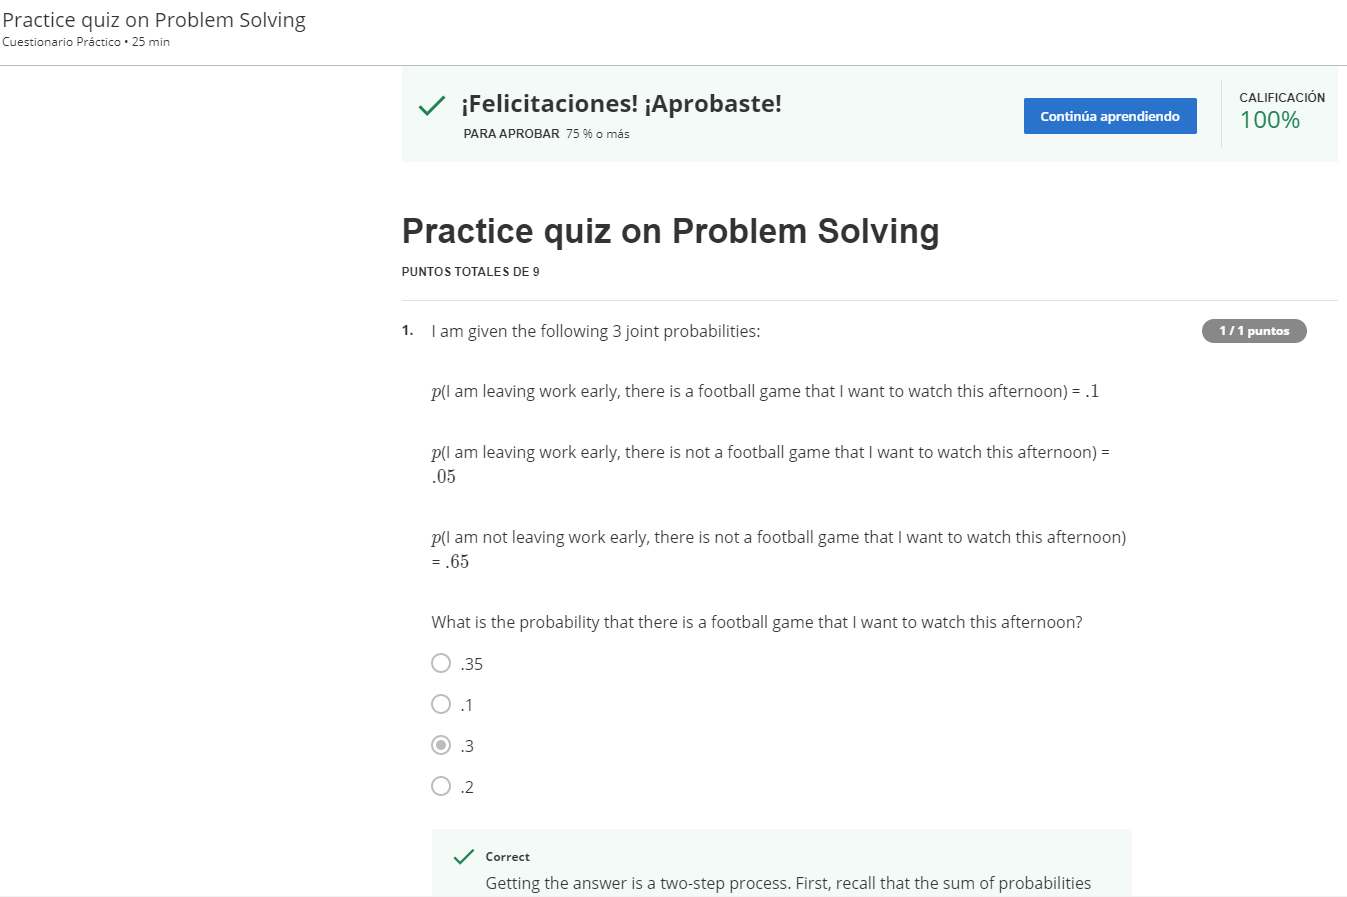 Practice quiz on Problem Solving
Cuestionario Práctico • 25 min
¡Felicitaciones! ¡Aprobaste!
PARA APROBAR 75 % o más
Continúa aprendiendo
CALIFICACIÓN
100%
Practice quiz on Problem Solving
PUNTOS TOTALES DE 9
1. I am given the following 3 joint probabilities:
1 / 1 puntos
p(I am leaving work early, there is a football game that I want to watch this afternoon) = .1
p(I am leaving work early, there is not a football game that I want to watch this afternoon) =
.05
p(I am not leaving work early, there is not a football game that I want to watch this afternoon)
= .65
What is the probability that there is a football game that I want to watch this afternoon?
.35
.1
.3
.2
Correct
Getting the answer is a two-step process. First, recall that the sum of probabilities